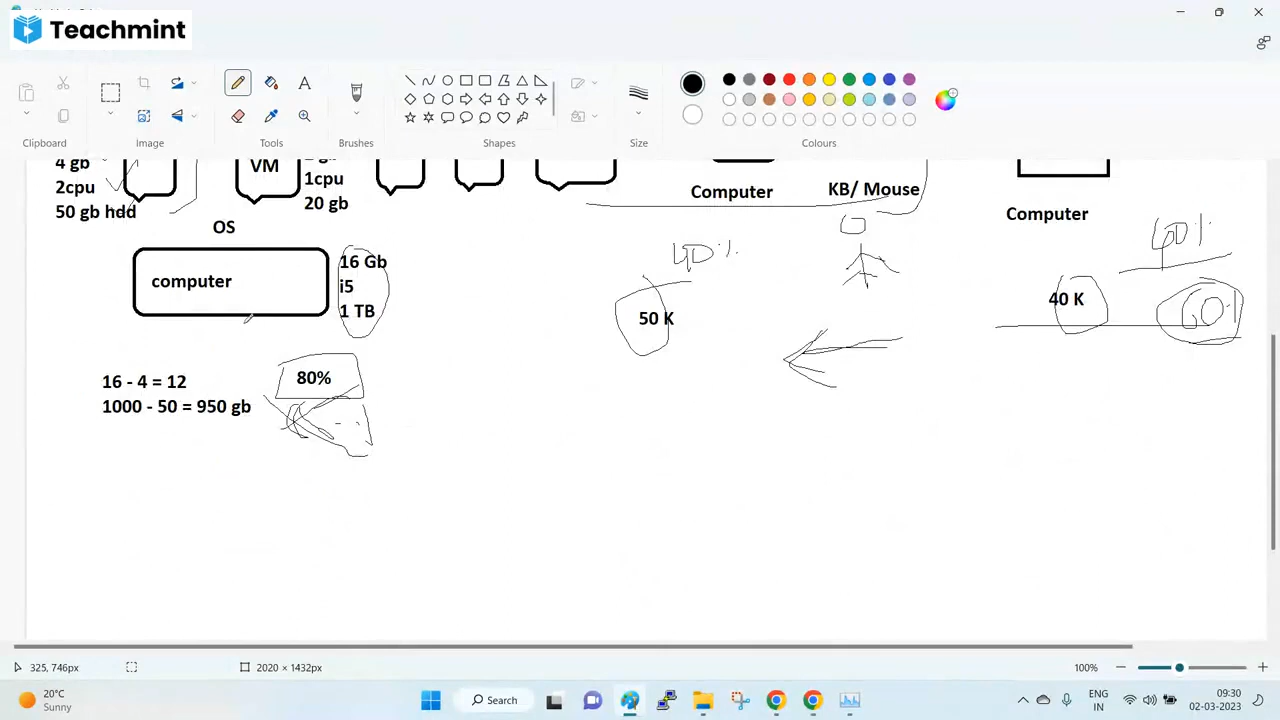 Teachmint
Clipboard
Image
Tools
Brushes
Shapes
Size
Colours
4 gb
2cpu
50 gb hdd
VM
1cpu
20 gb
OS
computer
16 Gb
i5
1 TB
16 - 4 = 12
1000 - 50 = 950 gb
80%
Computer
KB/ Mouse
40%
50 K
Computer
40 K
325, 746px
2020 × 1432px
100%
20°C
Sunny
Search
ENG
IN
09:30
02-03-2023